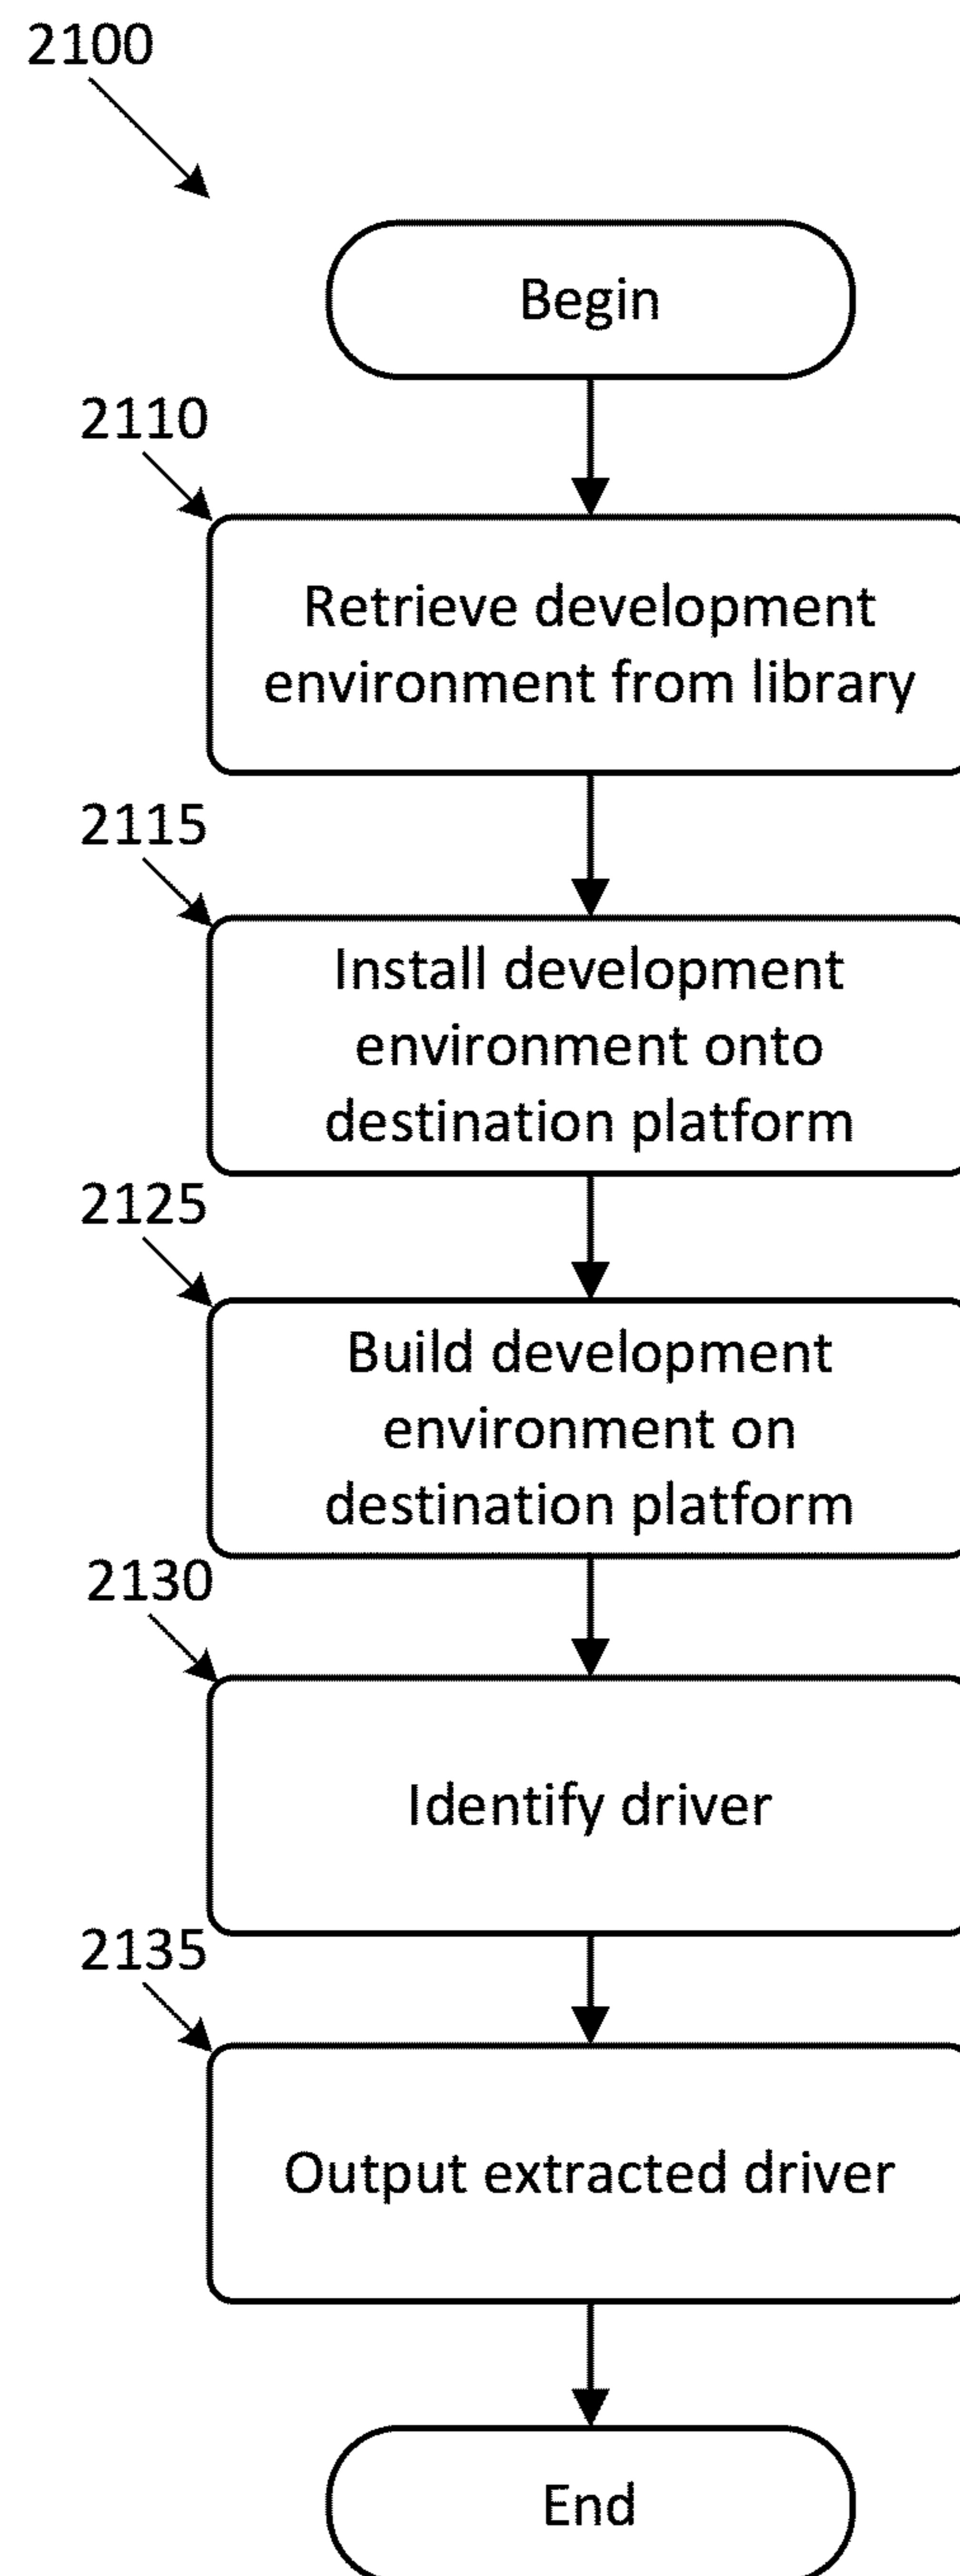 2100
Begin
2110
Retrieve development
environment from library
2115
Install development
environment onto
destination platform
2125
Build development
environment on
destination platform
2130
Identify driver
2135
Output extracted driver
End